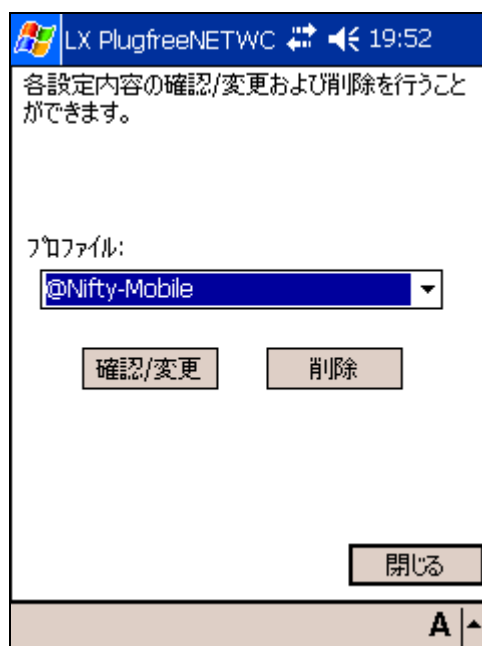 LX PlugfreeNETWC 19:52
各設定内容の確認/変更および削除を行うこと
ができます。
ﾌﾟﾛﾌｧｲﾙ:
@Nifty-Mobile
確認/変更 削除
閉じる
A